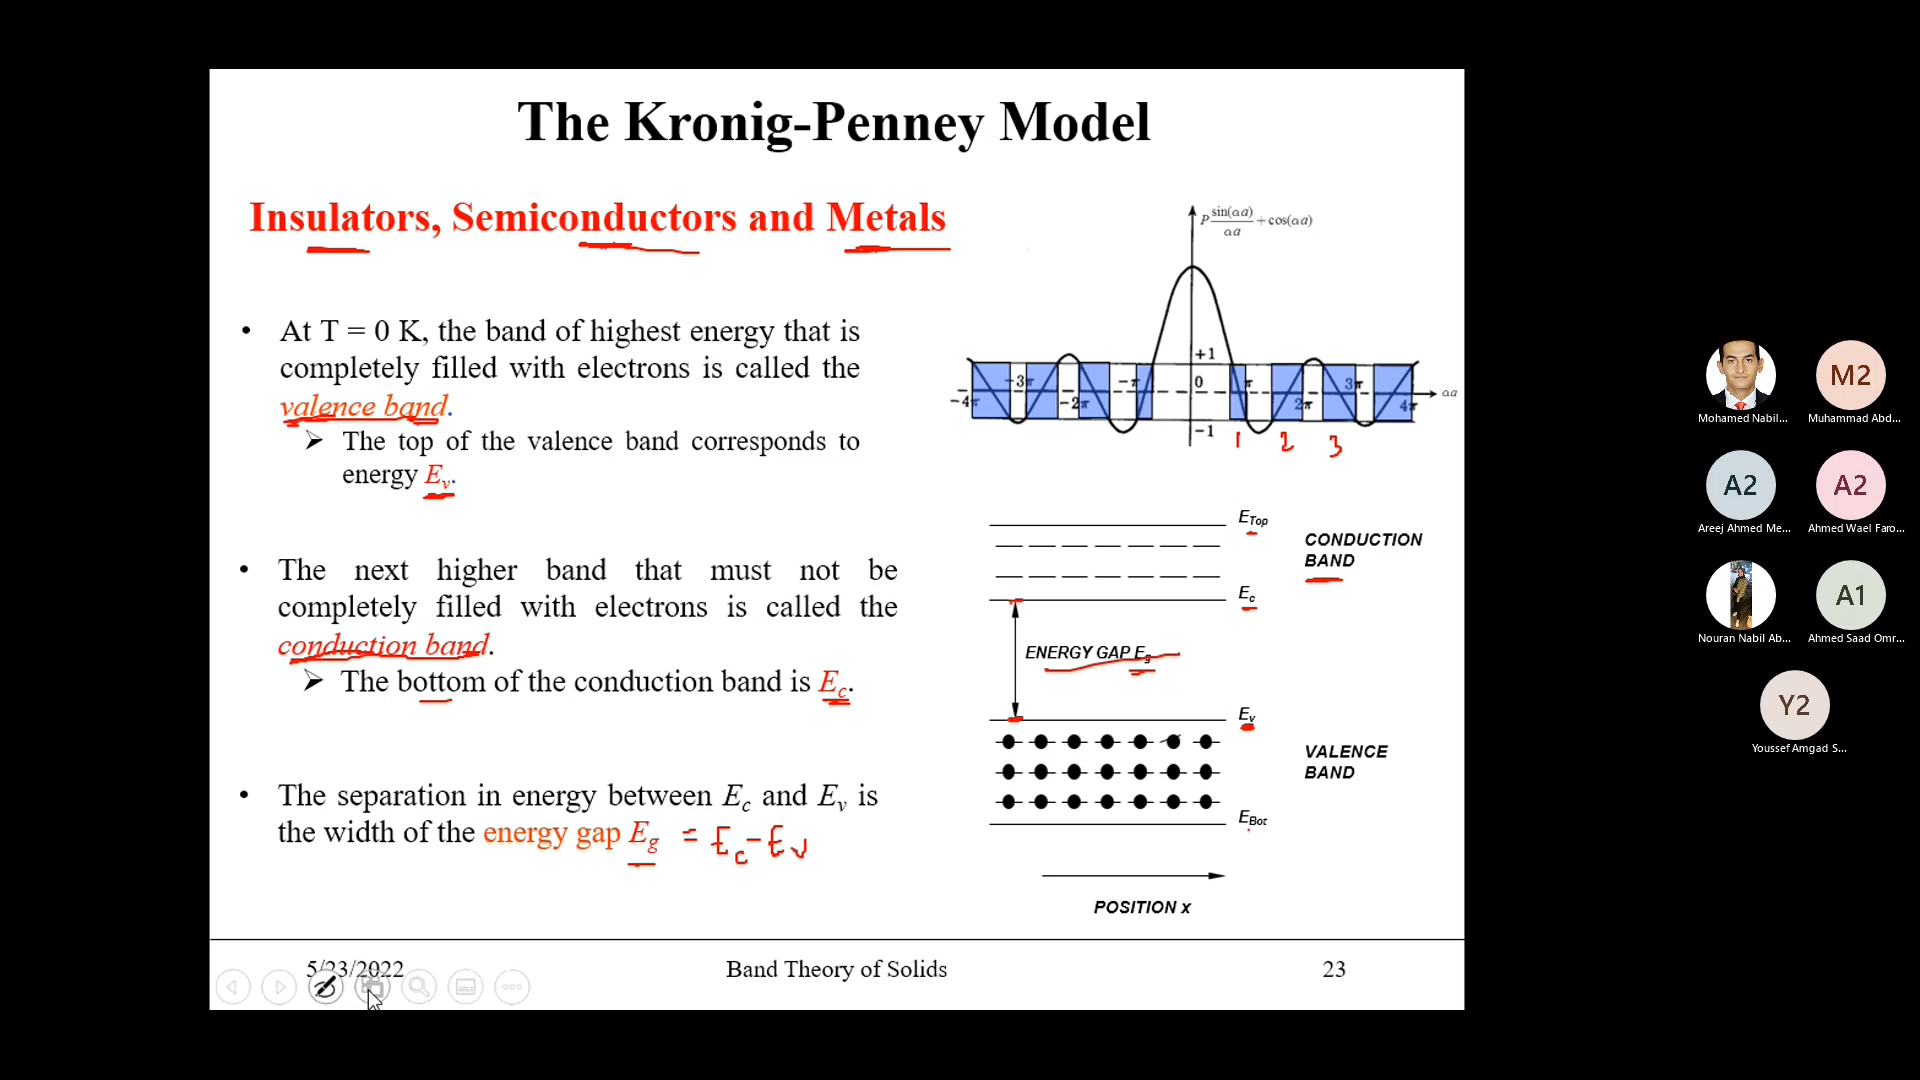 The Kronig-Penney Model
Insulators, Semiconductors and Metals
• At T = 0 K, the band of highest energy that is
completely filled with electrons is called the
valence band.
➢ The top of the valence band corresponds to
energy Ev.
• The next higher band that must not be
completely filled with electrons is called the
conduction band.
➢ The bottom of the conduction band is Ec.
• The separation in energy between Ec and Ev is
the width of the energy gap Eg = Ec-Ev
P sin(αa)/αa + cos(αa)
+1
-4π -3π -2π -π 0 π 2π 3π 4π αa
-1
1 2 3
ETop
CONDUCTION
BAND
Ec
ENERGY GAP Eg
Ev
VALENCE
BAND
EBot
POSITION x
5/23/2022
Band Theory of Solids
23
M2
Mohamed Nabil...
Muhammad Abd...
A2
A2
Areej Ahmed Me...
Ahmed Wael Faro...
A1
Nouran Nabil Ab...
Ahmed Saad Omr...
Y2
Youssef Amgad S...